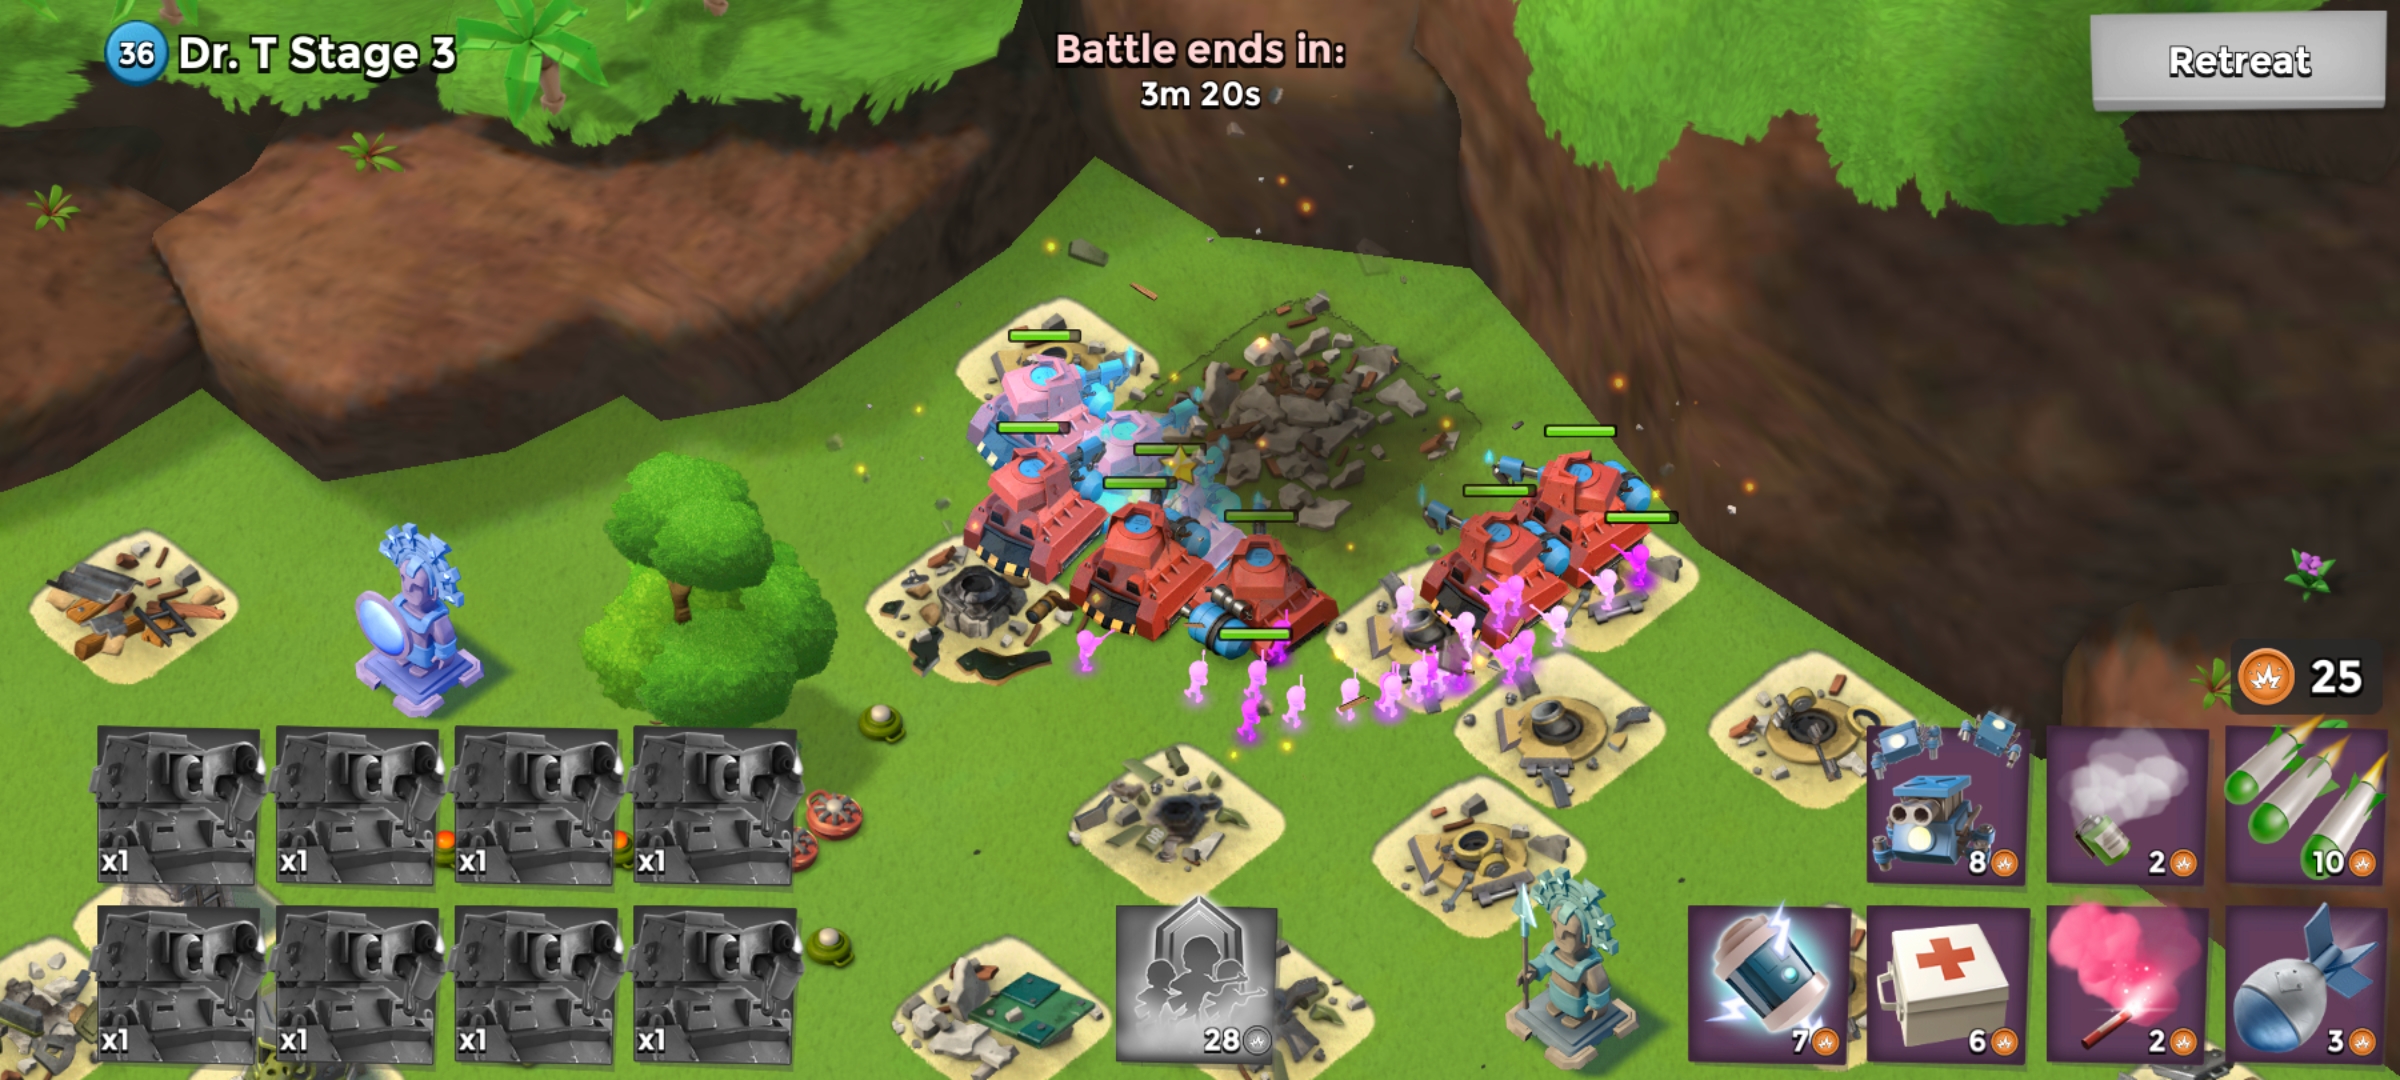 36 Dr. T Stage 3
Battle ends in:
3m 20s
Retreat
25
x1 x1 x1 x1
8 2 10
x1 x1 x1 x1
28
7 6 2 3